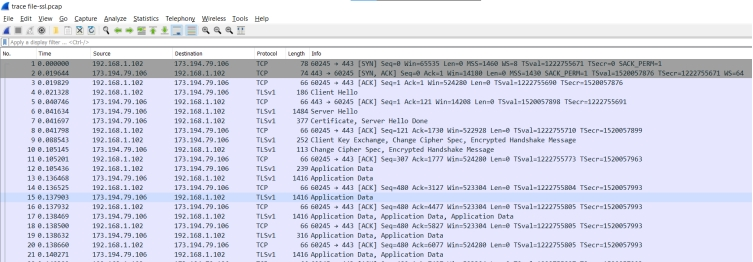 trace file-ssl.pcap
File Edit View Go Capture Analyze Statistics Telephony Wireless Tools Help
Apply a display filter ... <Ctrl-/>
No. Time Source Destination Protocol Length Info
1 0.000000 192.168.1.102 173.194.79.106 TCP 78 60245 → 443 [SYN] Seq=0 Win=65535 Len=0 MSS=1460 WS=8 TSval=1222755671 TSecr=0 SACK_PERM=1
2 0.019644 173.194.79.106 192.168.1.102 TCP 74 443 → 60245 [SYN, ACK] Seq=0 Ack=1 Win=14180 Len=0 MSS=1430 SACK_PERM=1 TSval=1520057876 TSecr=1222755671 WS=64
3 0.019829 192.168.1.102 173.194.79.106 TCP 66 60245 → 443 [ACK] Seq=1 Ack=1 Win=524280 Len=0 TSval=1222755690 TSecr=1520057876
4 0.021328 192.168.1.102 173.194.79.106 TLSv1 186 Client Hello
5 0.040746 173.194.79.106 192.168.1.102 TCP 66 443 → 60245 [ACK] Seq=1 Ack=121 Win=14208 Len=0 TSval=1520057898 TSecr=1222755691
6 0.041634 173.194.79.106 192.168.1.102 TLSv1 1484 Server Hello
7 0.041697 173.194.79.106 192.168.1.102 TLSv1 377 Certificate, Server Hello Done
8 0.041798 192.168.1.102 173.194.79.106 TCP 66 60245 → 443 [ACK] Seq=121 Ack=1730 Win=522928 Len=0 TSval=1222755710 TSecr=1520057899
9 0.088543 192.168.1.102 173.194.79.106 TLSv1 252 Client Key Exchange, Change Cipher Spec, Encrypted Handshake Message
10 0.105145 173.194.79.106 192.168.1.102 TLSv1 113 Change Cipher Spec, Encrypted Handshake Message
11 0.105201 192.168.1.102 173.194.79.106 TCP 66 60245 → 443 [ACK] Seq=307 Ack=1777 Win=524280 Len=0 TSval=1222755773 TSecr=1520057963
12 0.105436 192.168.1.102 173.194.79.106 TLSv1 239 Application Data
13 0.136468 173.194.79.106 192.168.1.102 TLSv1 1416 Application Data
14 0.136525 192.168.1.102 173.194.79.106 TCP 66 60245 → 443 [ACK] Seq=480 Ack=3127 Win=523304 Len=0 TSval=1222755804 TSecr=1520057993
15 0.137903 173.194.79.106 192.168.1.102 TLSv1 1416 Application Data
16 0.137932 192.168.1.102 173.194.79.106 TCP 66 60245 → 443 [ACK] Seq=480 Ack=4477 Win=523304 Len=0 TSval=1222755805 TSecr=1520057993
17 0.138469 173.194.79.106 192.168.1.102 TLSv1 1416 Application Data, Application Data, Application Data
18 0.138500 192.168.1.102 173.194.79.106 TCP 66 60245 → 443 [ACK] Seq=480 Ack=5827 Win=523304 Len=0 TSval=1222755805 TSecr=1520057993
19 0.138632 173.194.79.106 192.168.1.102 TLSv1 316 Application Data, Application Data
20 0.138660 192.168.1.102 173.194.79.106 TCP 66 60245 → 443 [ACK] Seq=480 Ack=6077 Win=524280 Len=0 TSval=1222755805 TSecr=1520057993
21 0.140271 173.194.79.106 192.168.1.102 TLSv1 1416 Application Data, Application Data